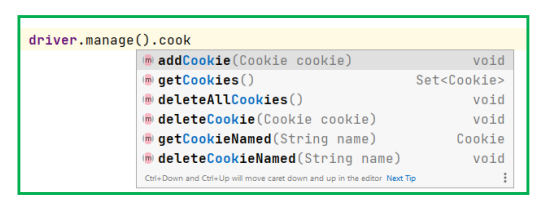 driver.manage().cook
m addCookie(Cookie cookie) void
m getCookies() Set<Cookie>
m deleteAllCookies() void
m deleteCookie(Cookie cookie) void
m getCookieNamed(String name) Cookie
m deleteCookieNamed(String name) void
Ctrl+Down and Ctrl+Up will move caret down and up in the editor Next Tip